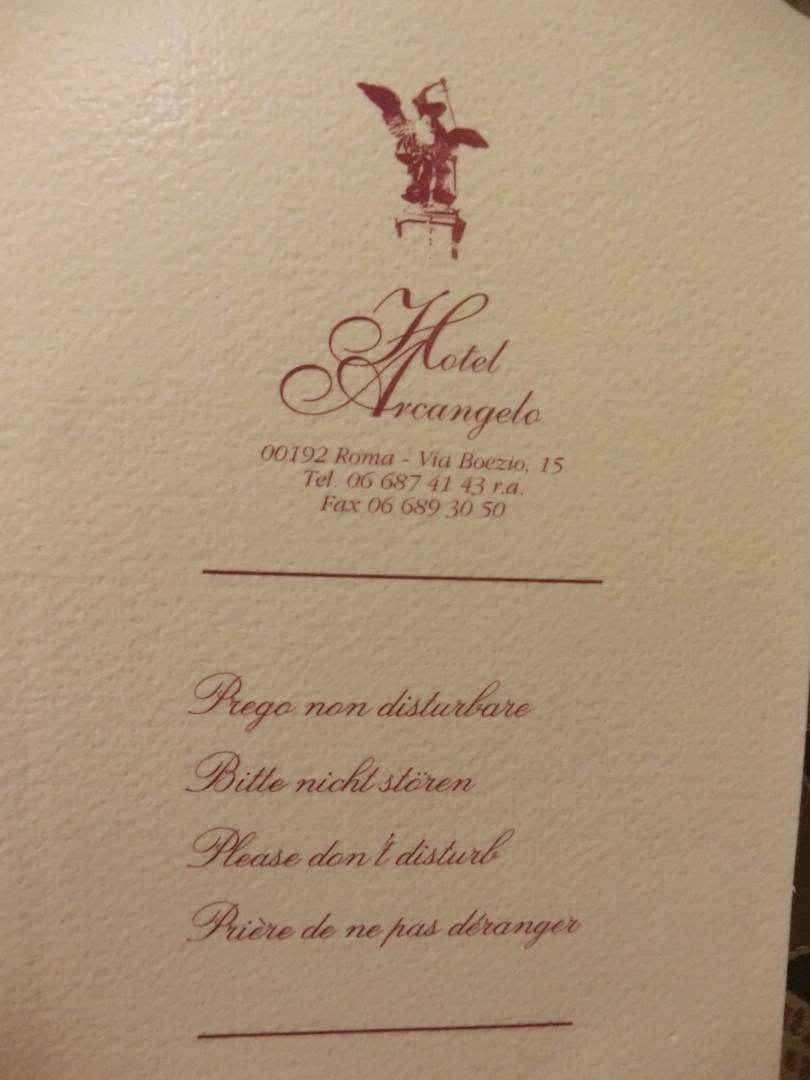 Hotel
Arcangelo
00192 Roma - Via Boezio, 15
Tel. 06 687 41 43 r.a.
Fax 06 689 30 50
Prego non disturbare
Bitte nicht stören
Please don't disturb
Prière de ne pas déranger